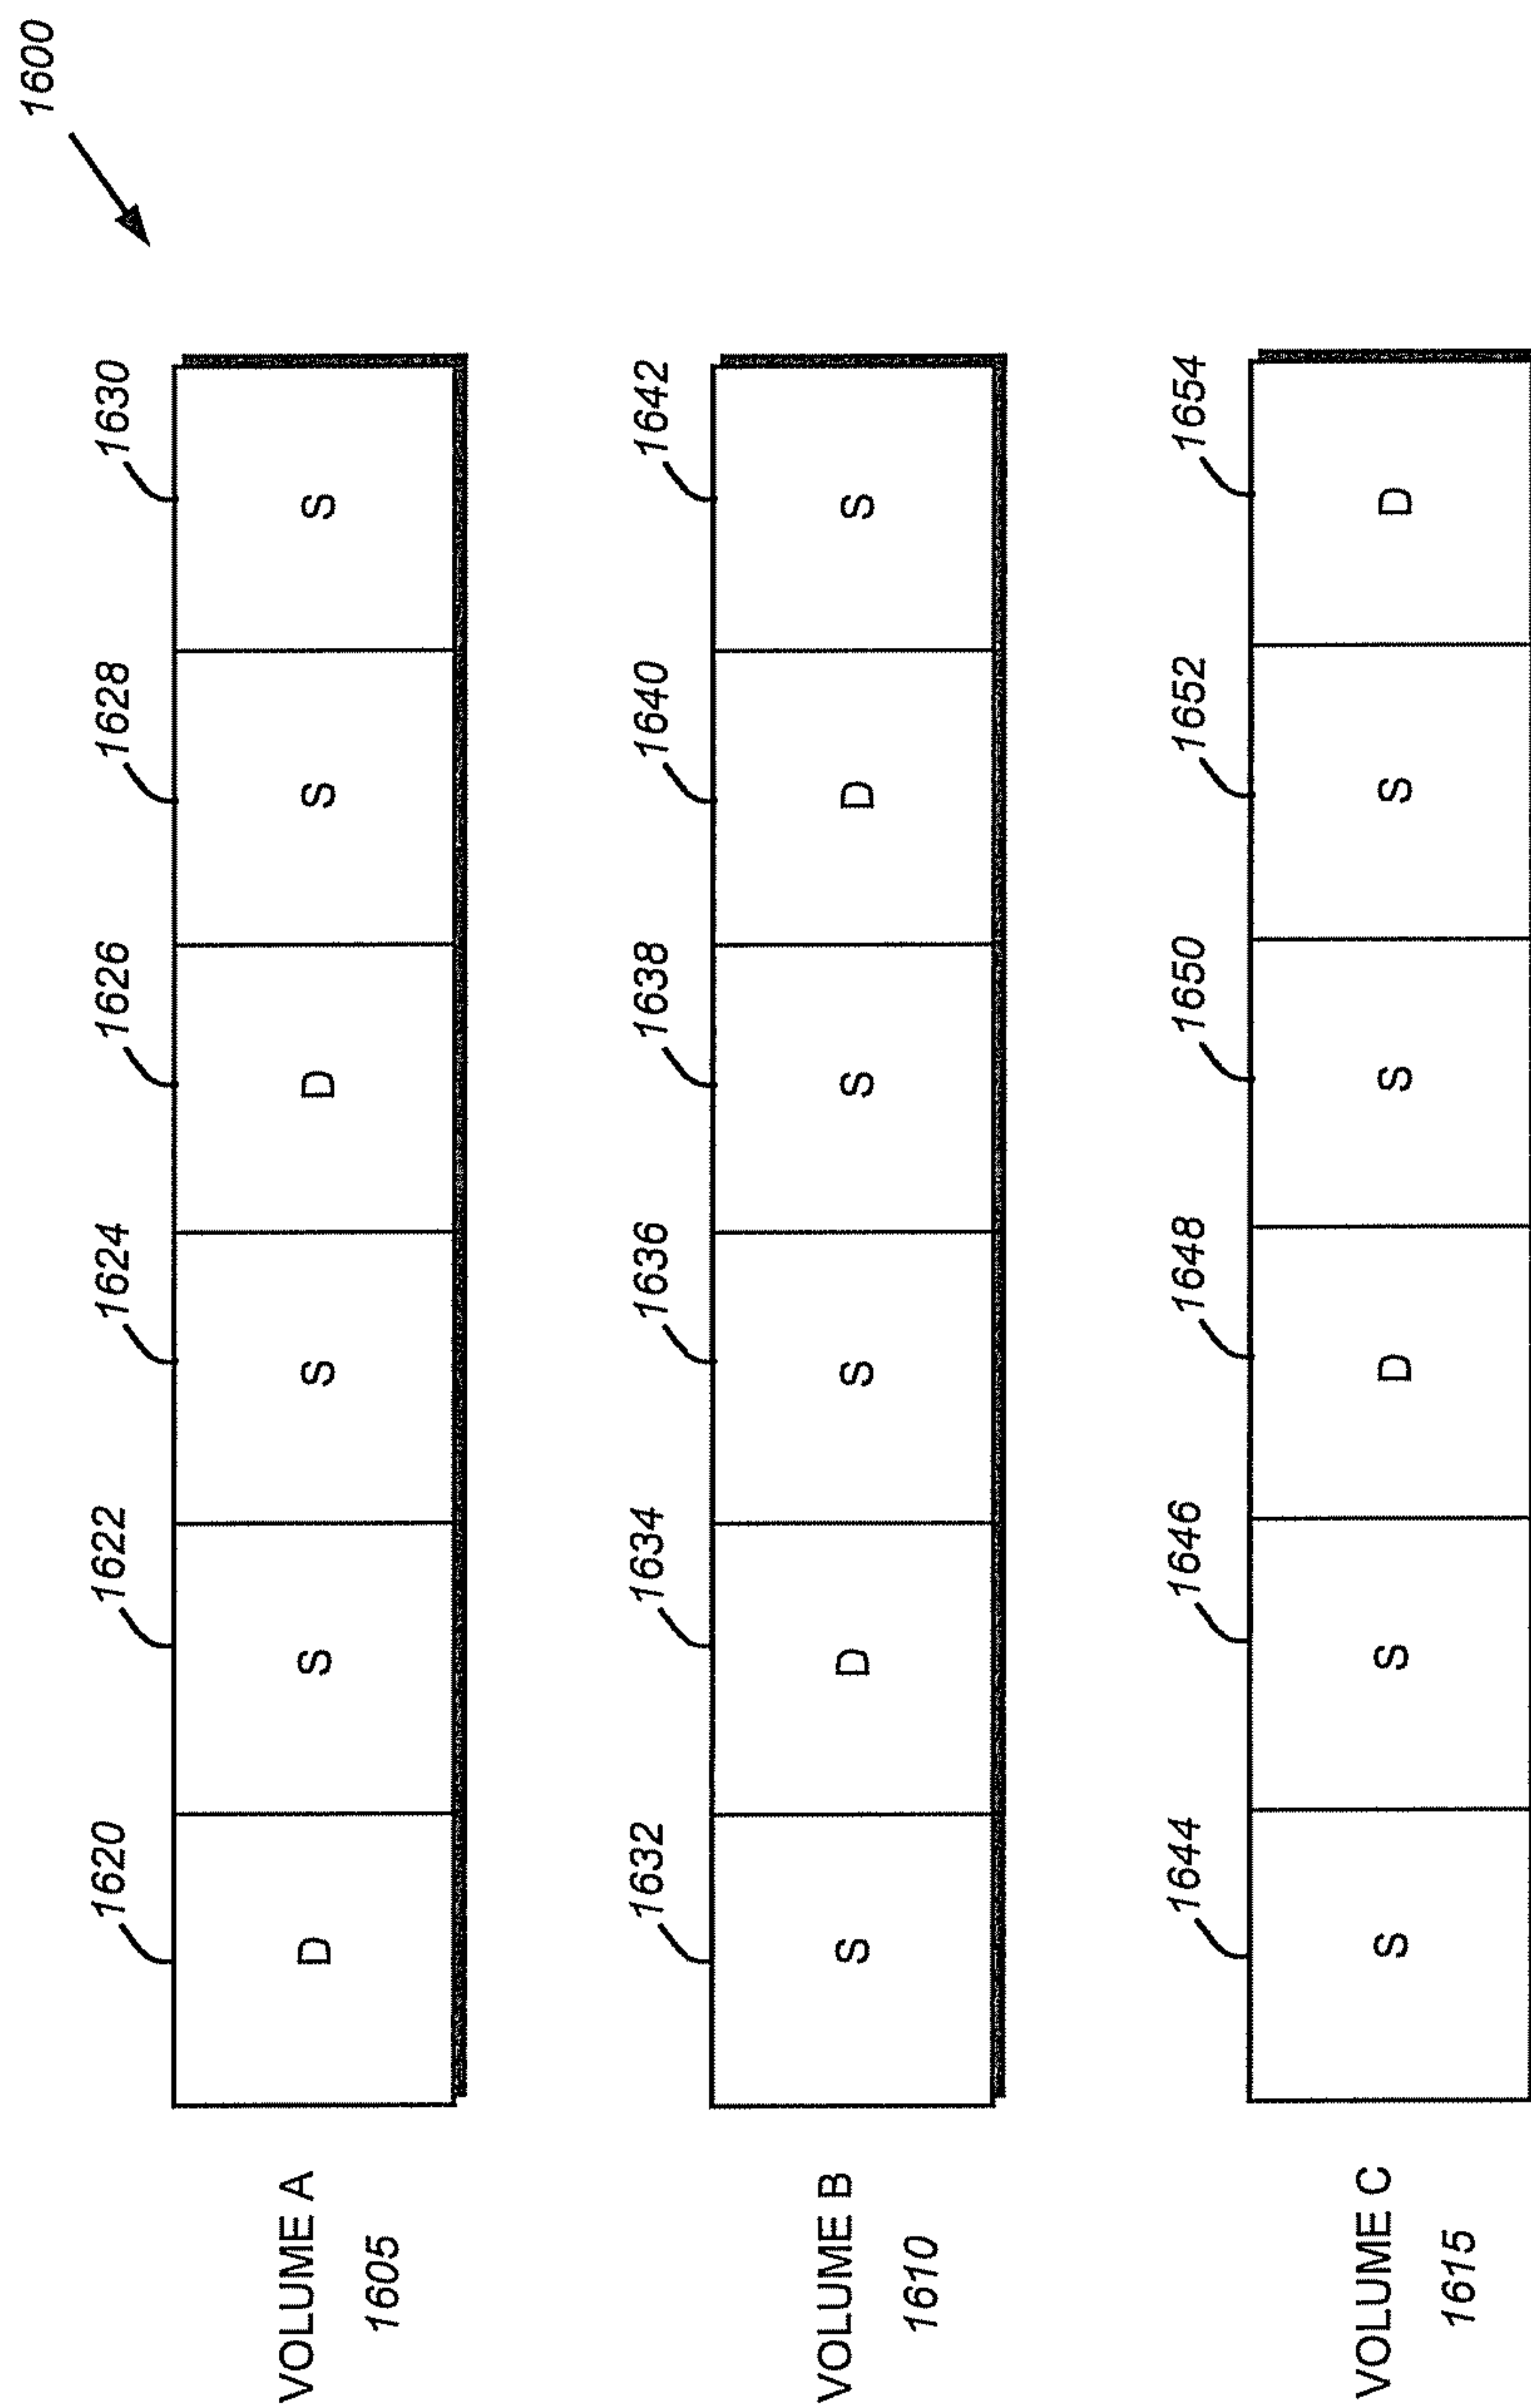 1600
1620 1622 1624 1626 1628 1630
VOLUME A D S S D S S
1605
1632 1634 1636 1638 1640 1642
VOLUME B S D S S D S
1610
1644 1646 1648 1650 1652 1654
VOLUME C S S D S S D
1615